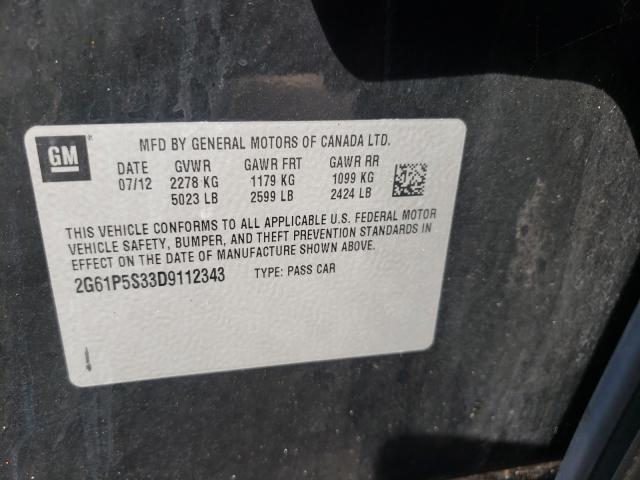 GM
MFD BY GENERAL MOTORS OF CANADA LTD.
DATE GVWR GAWR FRT GAWR RR
07/12 2278 KG 1179 KG 1099 KG
5023 LB 2599 LB 2424 LB
THIS VEHICLE CONFORMS TO ALL APPLICABLE U.S. FEDERAL MOTOR
VEHICLE SAFETY, BUMPER, AND THEFT PREVENTION STANDARDS IN
EFFECT ON THE DATE OF MANUFACTURE SHOWN ABOVE.
2G61P5S33D9112343 TYPE: PASS CAR